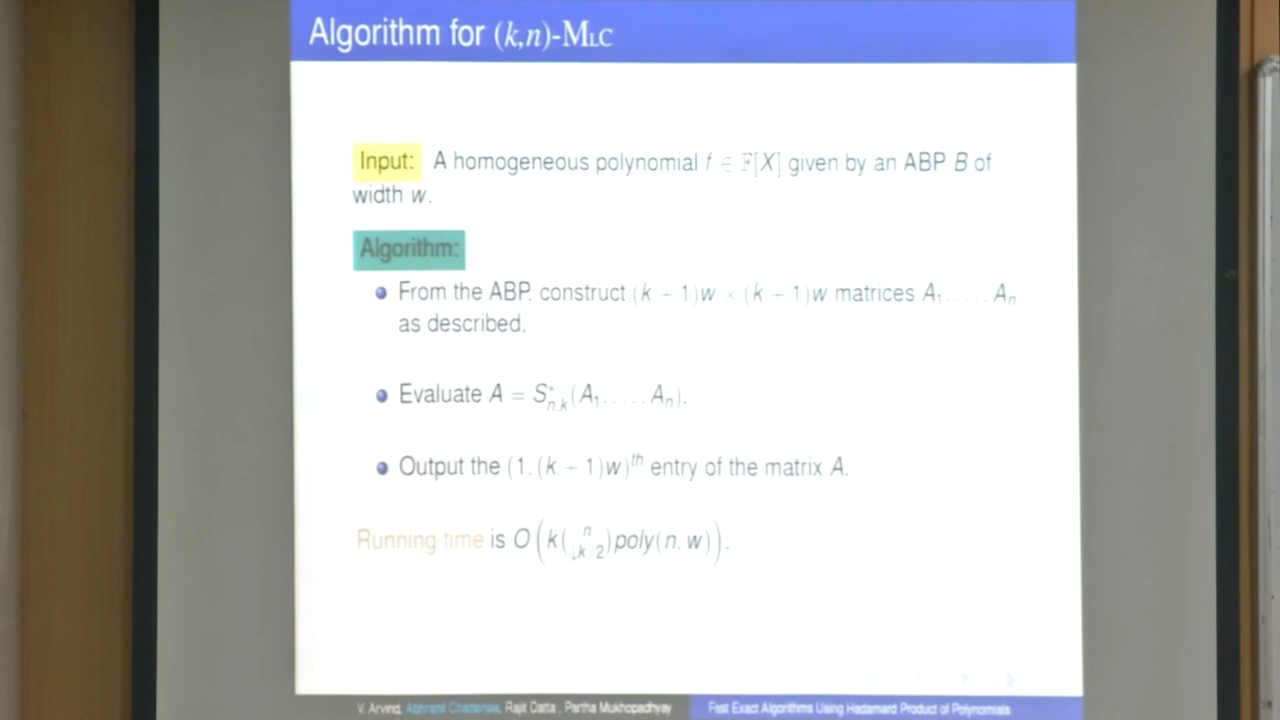 Algorithm for (k,n)-MLC
Input: A homogeneous polynomial f ∈ F[X] given by an ABP B of
width w.
Algorithm:
From the ABP, construct (k − 1)w × (k − 1)w matrices A₁, . . . , Aₙ
as described.
Evaluate A = S*ₙ,ₖ(A₁, . . . , Aₙ).
Output the (1, (k − 1)w)ᵗʰ entry of the matrix A.
Running time is O(k(ₙ ↓k/2)poly(n, w)).
V. Arvind, Abhranil Chatterjee, Rajit Datta , Partha Mukhopadhyay
Fast Exact Algorithms Using Hadamard Product of Polynomials